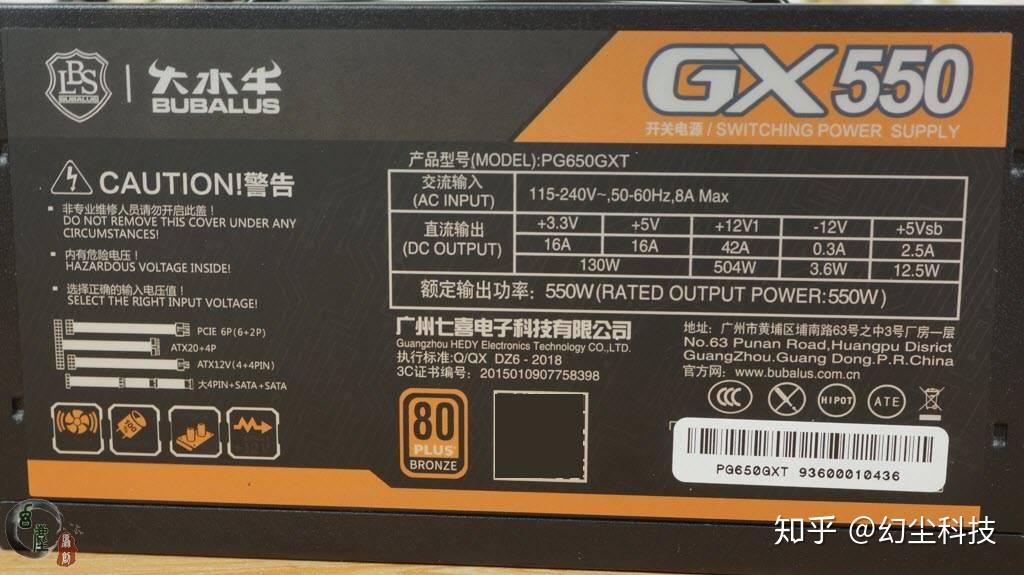 LBS
BUBALUS
大水牛
BUBALUS
GX550
开关电源 / SWITCHING POWER SUPPLY
CAUTION!警告
非专业维修人员请勿开启此盖！
DO NOT REMOVE THIS COVER UNDER ANY
CIRCUMSTANCES!
内有危险电压！
HAZARDOUS VOLTAGE INSIDE!
选择正确的输入电压值！
SELECT THE RIGHT INPUT VOLTAGE!
PCIE 6P(6+2P)
ATX20+4P
ATX12V(4+4PIN)
大4PIN+SATA+SATA
产品型号(MODEL):PG650GXT
交流输入
(AC INPUT)
115-240V~,50-60Hz,8A Max
直流输出
(DC OUTPUT)
+3.3V +5V +12V1 -12V +5Vsb
16A 16A 42A 0.3A 2.5A
130W 504W 3.6W 12.5W
额定输出功率：550W(RATED OUTPUT POWER:550W)
广州七喜电子科技有限公司
Guangzhou HEDY Electronics Technology CO.,LTD.
执行标准:Q/QX DZ6 - 2018
3C证书编号：2015010907758398
地址：广州市黄埔区埔南路63号之中3号厂房一层
No.63 Punan Road,Huangpu Disrict
GuangZhou.Guang Dong.P.R.China
官方网：www.bubalus.com.cn
CCC
HIPOT
ATE
80
PLUS
BRONZE
PG650GXT 93600010436
知乎 @幻尘科技